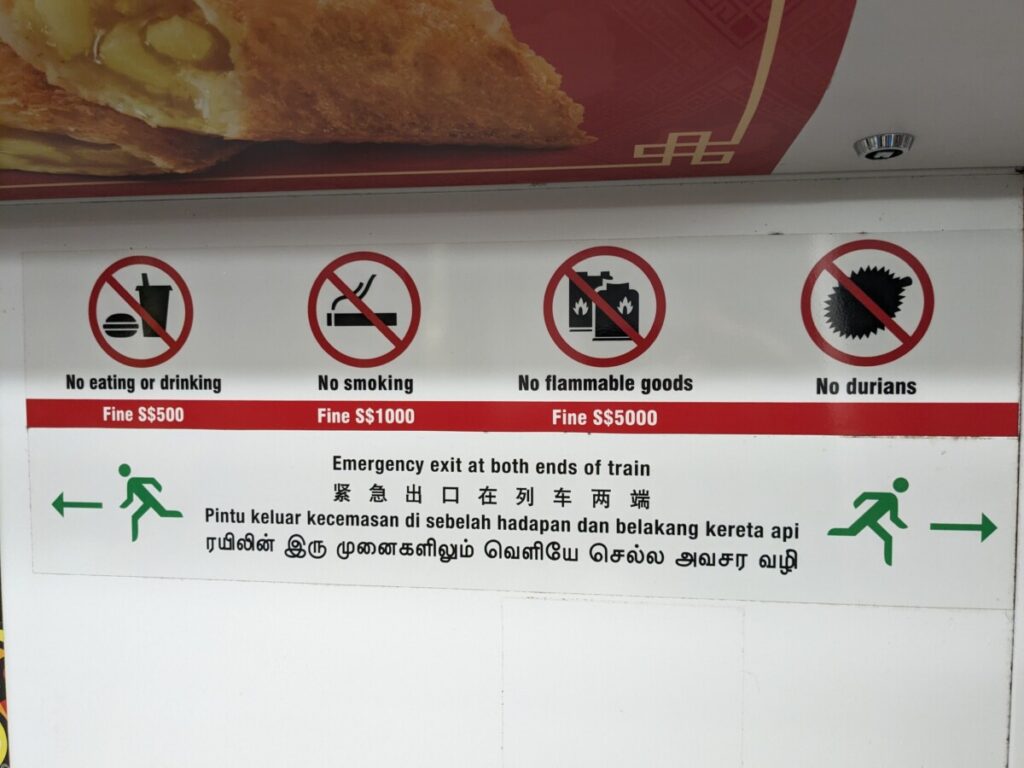 No eating or drinking
No smoking
No flammable goods
No durians
Fine S$500
Fine S$1000
Fine S$5000
Emergency exit at both ends of train
紧急出口在列车两端
Pintu keluar kecemasan di sebelah hadapan dan belakang kereta api
ரயிலின் இரு முனைகளிலும் வெளியே செல்ல அவசர வழி